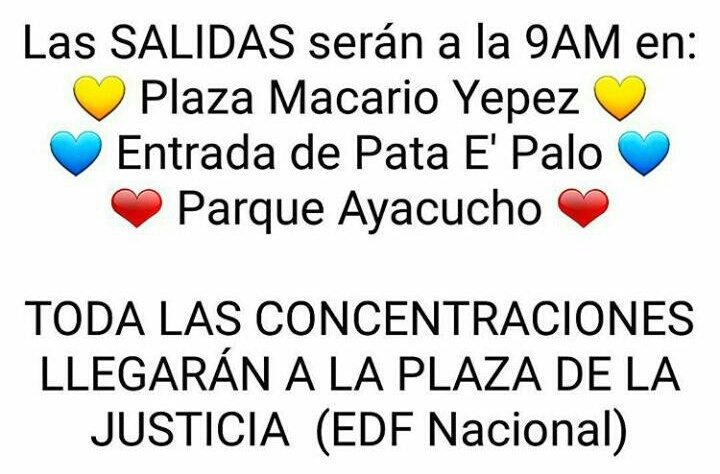 Las SALIDAS serán a la 9AM en:
💛 Plaza Macario Yepez 💛
💙 Entrada de Pata E' Palo 💙
❤ Parque Ayacucho ❤
TODA LAS CONCENTRACIONES
LLEGARÁN A LA PLAZA DE LA
JUSTICIA (EDF Nacional)